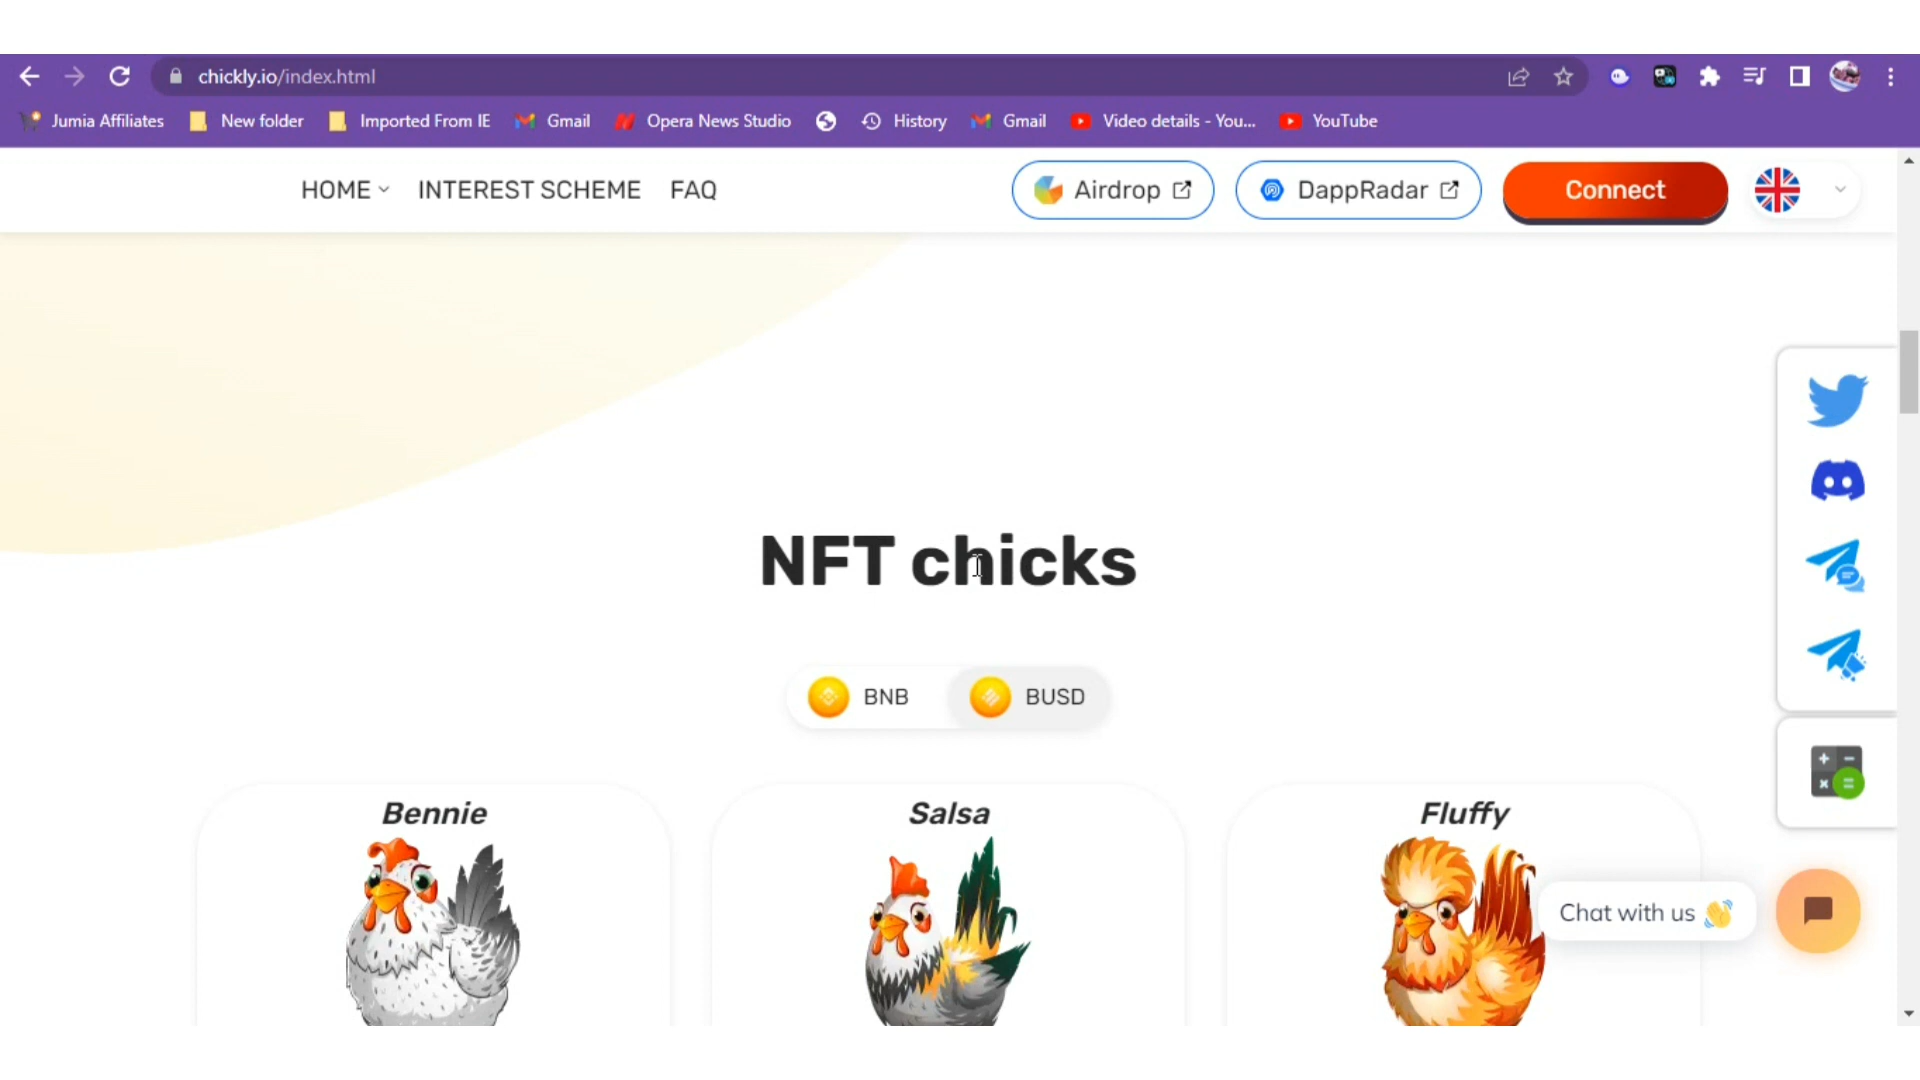 chickly.io/index.html
Jumia Affiliates New folder Imported From IE Gmail Opera News Studio History Gmail Video details - You... YouTube
HOME INTEREST SCHEME FAQ Airdrop DappRadar Connect
NFT chicks
BNB BUSD
Bennie Salsa Fluffy
Chat with us